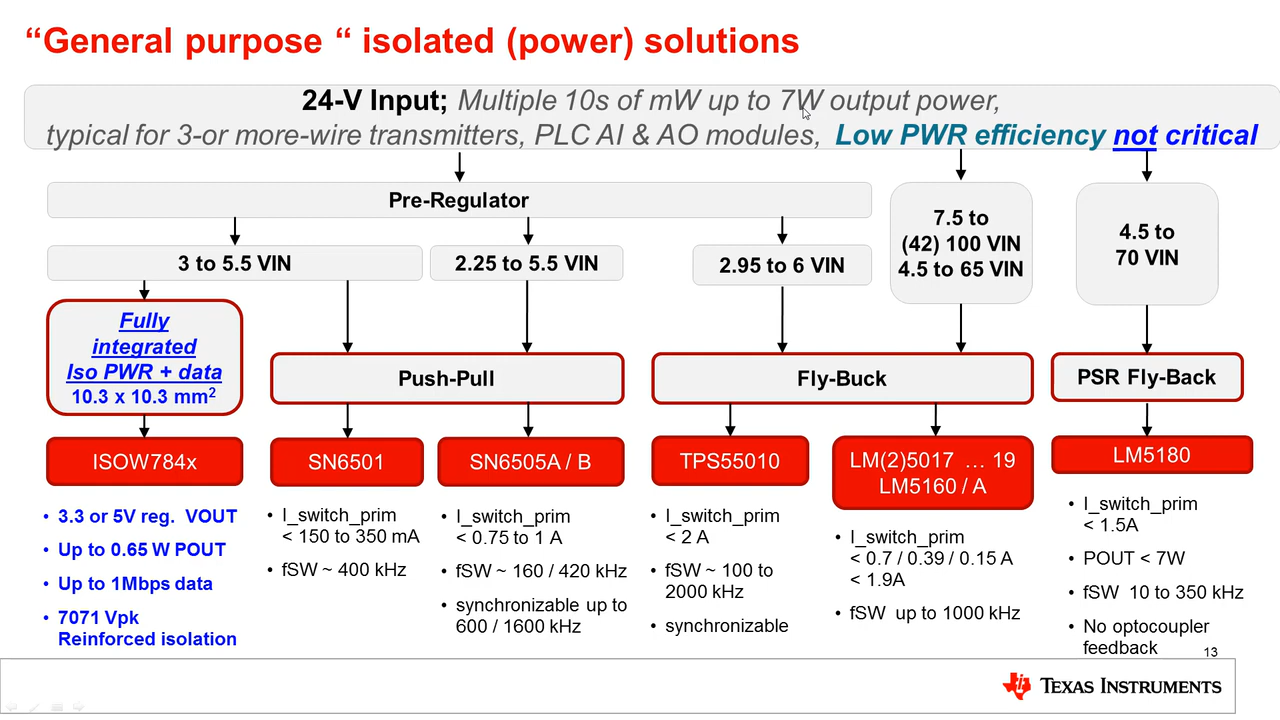 “General purpose “ isolated (power) solutions
24-V Input; Multiple 10s of mW up to 7W output power,
typical for 3-or more-wire transmitters, PLC AI & AO modules, Low PWR efficiency not critical
Pre-Regulator
3 to 5.5 VIN
2.25 to 5.5 VIN
2.95 to 6 VIN
7.5 to
(42) 100 VIN
4.5 to 65 VIN
4.5 to
70 VIN
Fully
integrated
Iso PWR + data
10.3 x 10.3 mm²
Push-Pull
Fly-Buck
PSR Fly-Back
ISOW784x
SN6501
SN6505A / B
TPS55010
LM(2)5017 … 19
LM5160 / A
LM5180
• 3.3 or 5V reg. VOUT
• Up to 0.65 W POUT
• Up to 1Mbps data
• 7071 Vpk
Reinforced isolation
• I_switch_prim
< 150 to 350 mA
• fSW ~ 400 kHz
• I_switch_prim
< 0.75 to 1 A
• fSW ~ 160 / 420 kHz
• synchronizable up to
600 / 1600 kHz
• I_switch_prim
< 2 A
• fSW ~ 100 to
2000 kHz
• synchronizable
• I_switch_prim
< 0.7 / 0.39 / 0.15 A
< 1.9A
• fSW up to 1000 kHz
• I_switch_prim
< 1.5A
• POUT < 7W
• fSW 10 to 350 kHz
• No optocoupler
feedback
13
TEXAS INSTRUMENTS